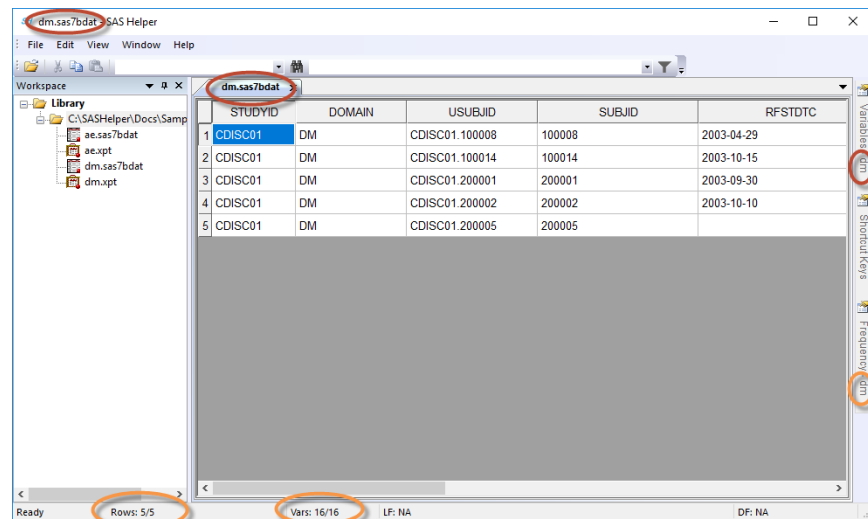 dm.sas7bdat - SAS Helper
File Edit View Window Help
Workspace
Library
C:\SASHelper\Docs\Samp
ae.sas7bdat
ae.xpt
dm.sas7bdat
dm.xpt
dm.sas7bdat
STUDYID DOMAIN USUBJID SUBJID RFSTDTC
1 CDISC01 DM CDISC01.100008 100008 2003-04-29
2 CDISC01 DM CDISC01.100014 100014 2003-10-15
3 CDISC01 DM CDISC01.200001 200001 2003-09-30
4 CDISC01 DM CDISC01.200002 200002 2003-10-10
5 CDISC01 DM CDISC01.200005 200005
Variables - dm
Shortcut Keys
Frequency - dm
Ready Rows: 5/5 Vars: 16/16 LF: NA DF: NA